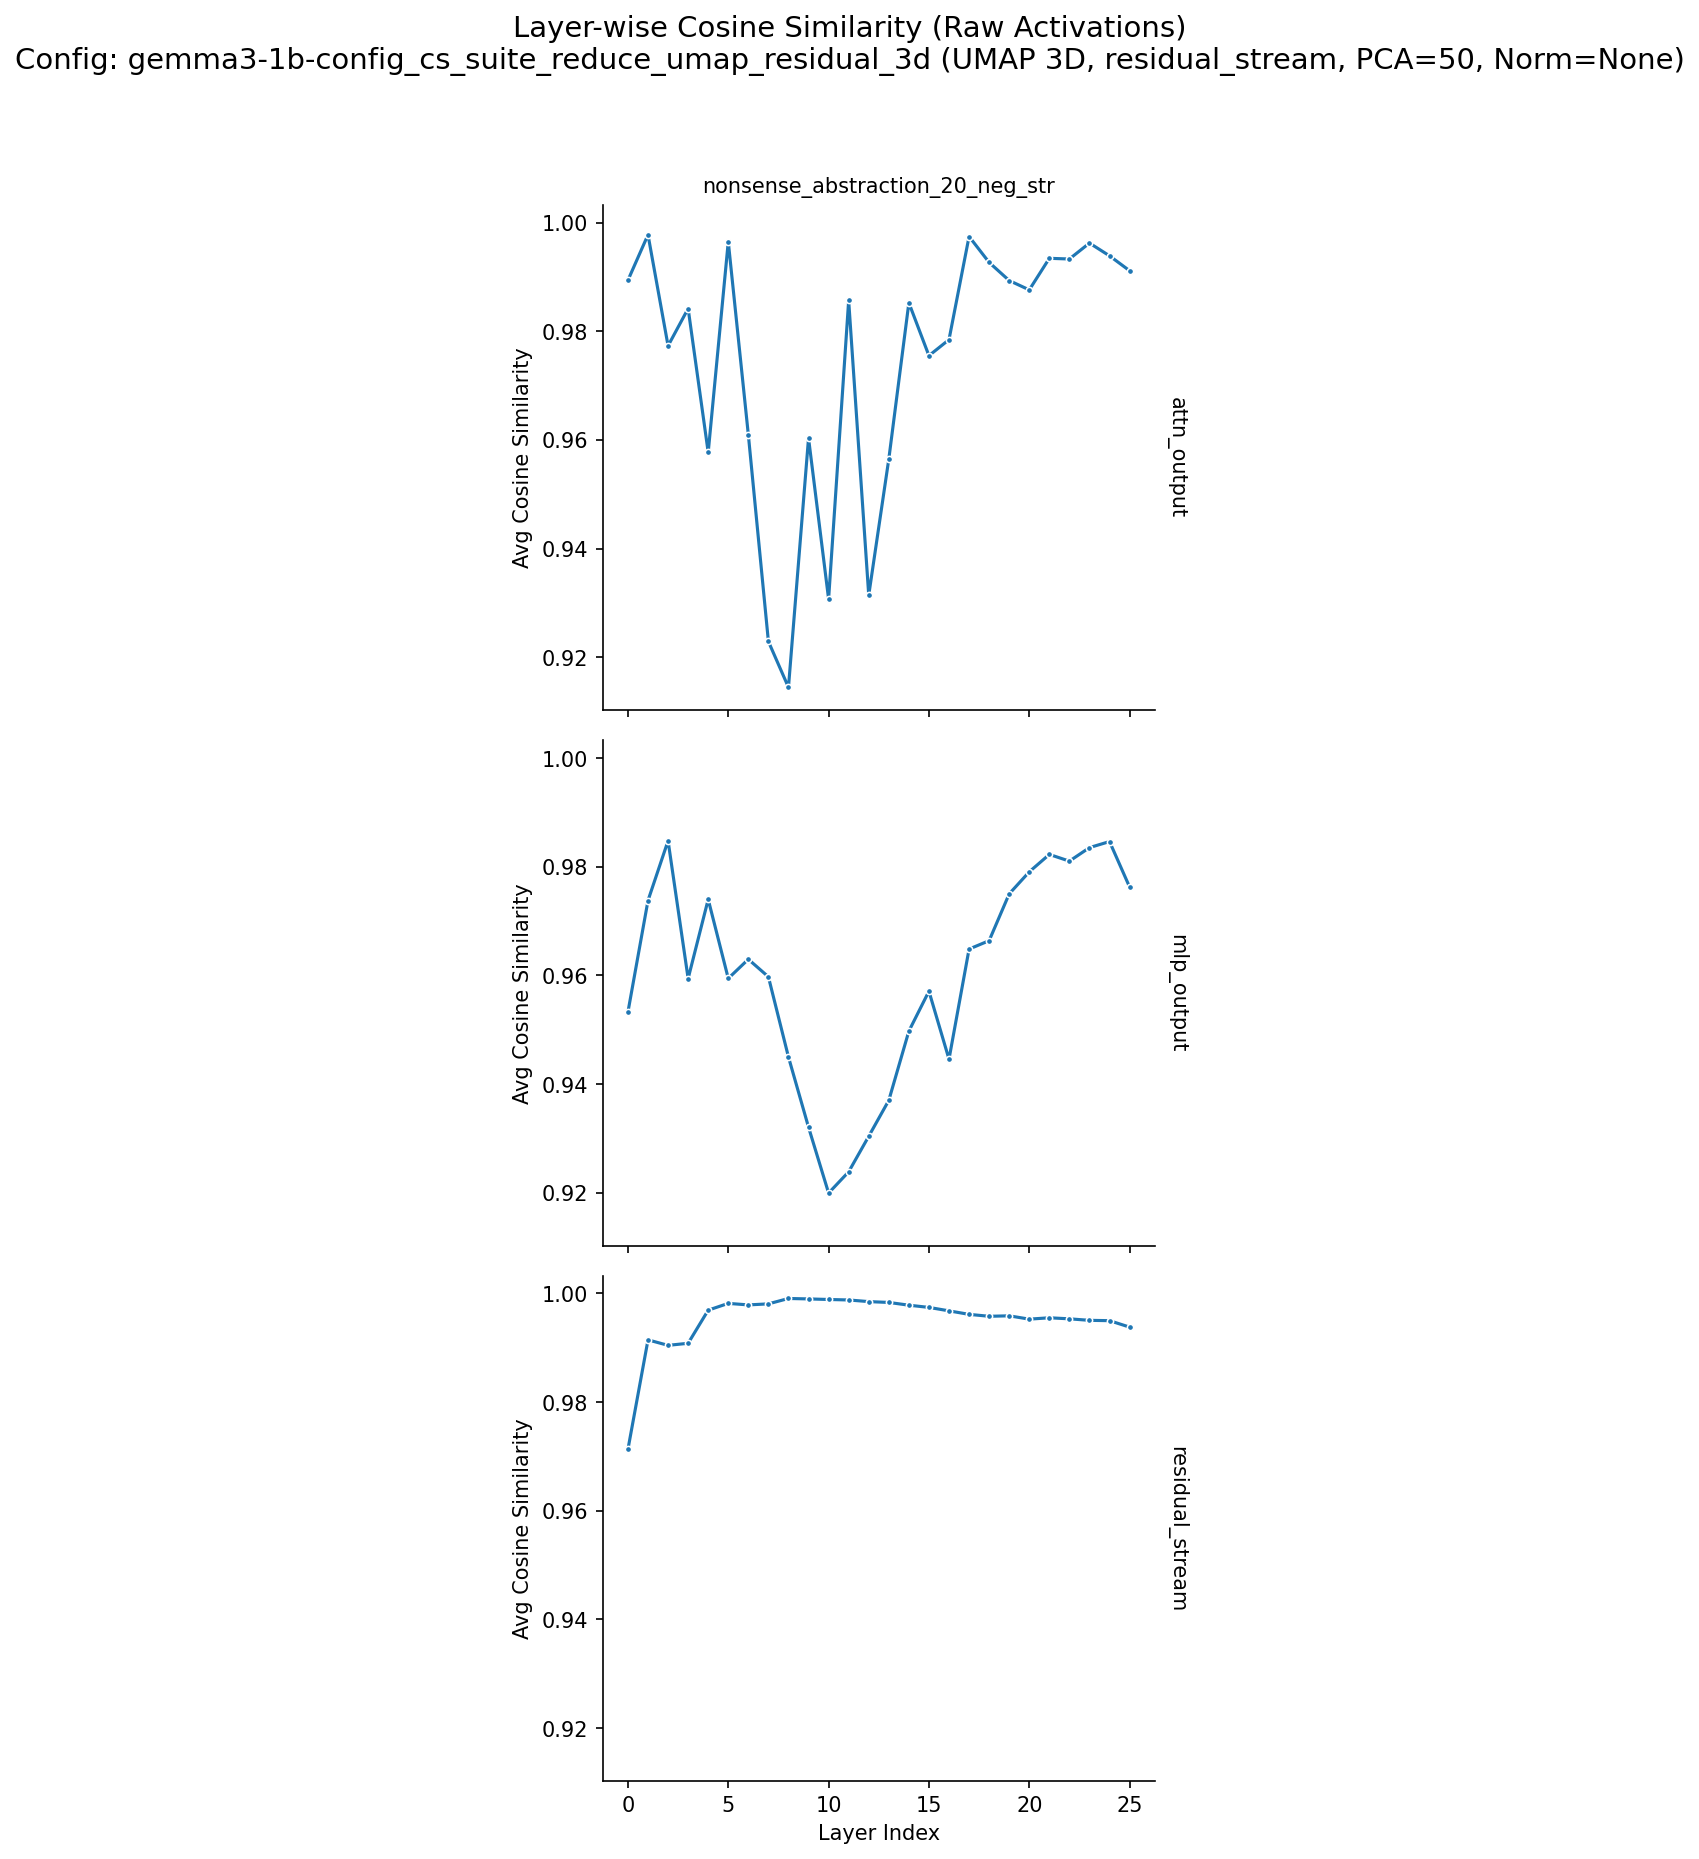 Layer-wise Cosine Similarity (Raw Activations)
Config: gemma3-1b-config_cs_suite_reduce_umap_residual_3d (UMAP 3D, residual_stream, PCA=50, Norm=None)
nonsense_abstraction_20_neg_str
1.00
0.98
0.96
0.94
0.92
Avg Cosine Similarity
attn_output
1.00
0.98
0.96
0.94
0.92
Avg Cosine Similarity
mlp_output
1.00
0.98
0.96
0.94
0.92
Avg Cosine Similarity
residual_stream
0 5 10 15 20 25
Layer Index